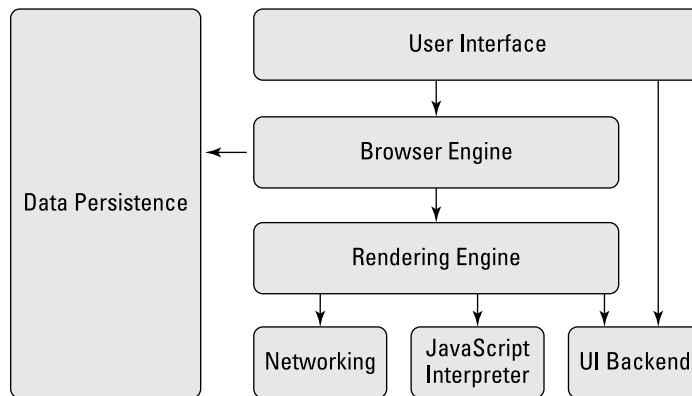 User Interface
Browser Engine
Data Persistence
Rendering Engine
Networking
JavaScript
Interpreter
UI Backend